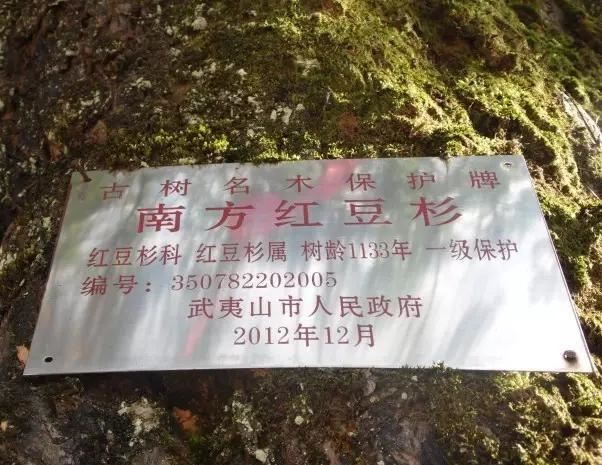 古树名木保护牌
南方红豆杉
红豆杉科 红豆杉属 树龄1133年 一级保护
编号：350782202005
武夷山市人民政府
2012年12月